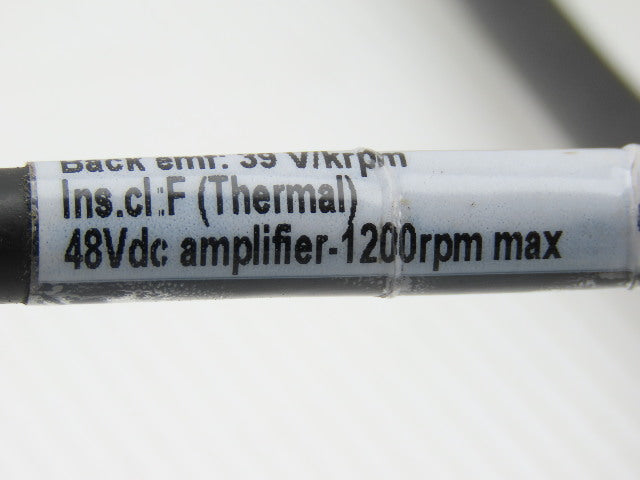 Back emf: 39 V/krpm
Ins.cl:F (Thermal)
48Vdc amplifier-1200rpm max